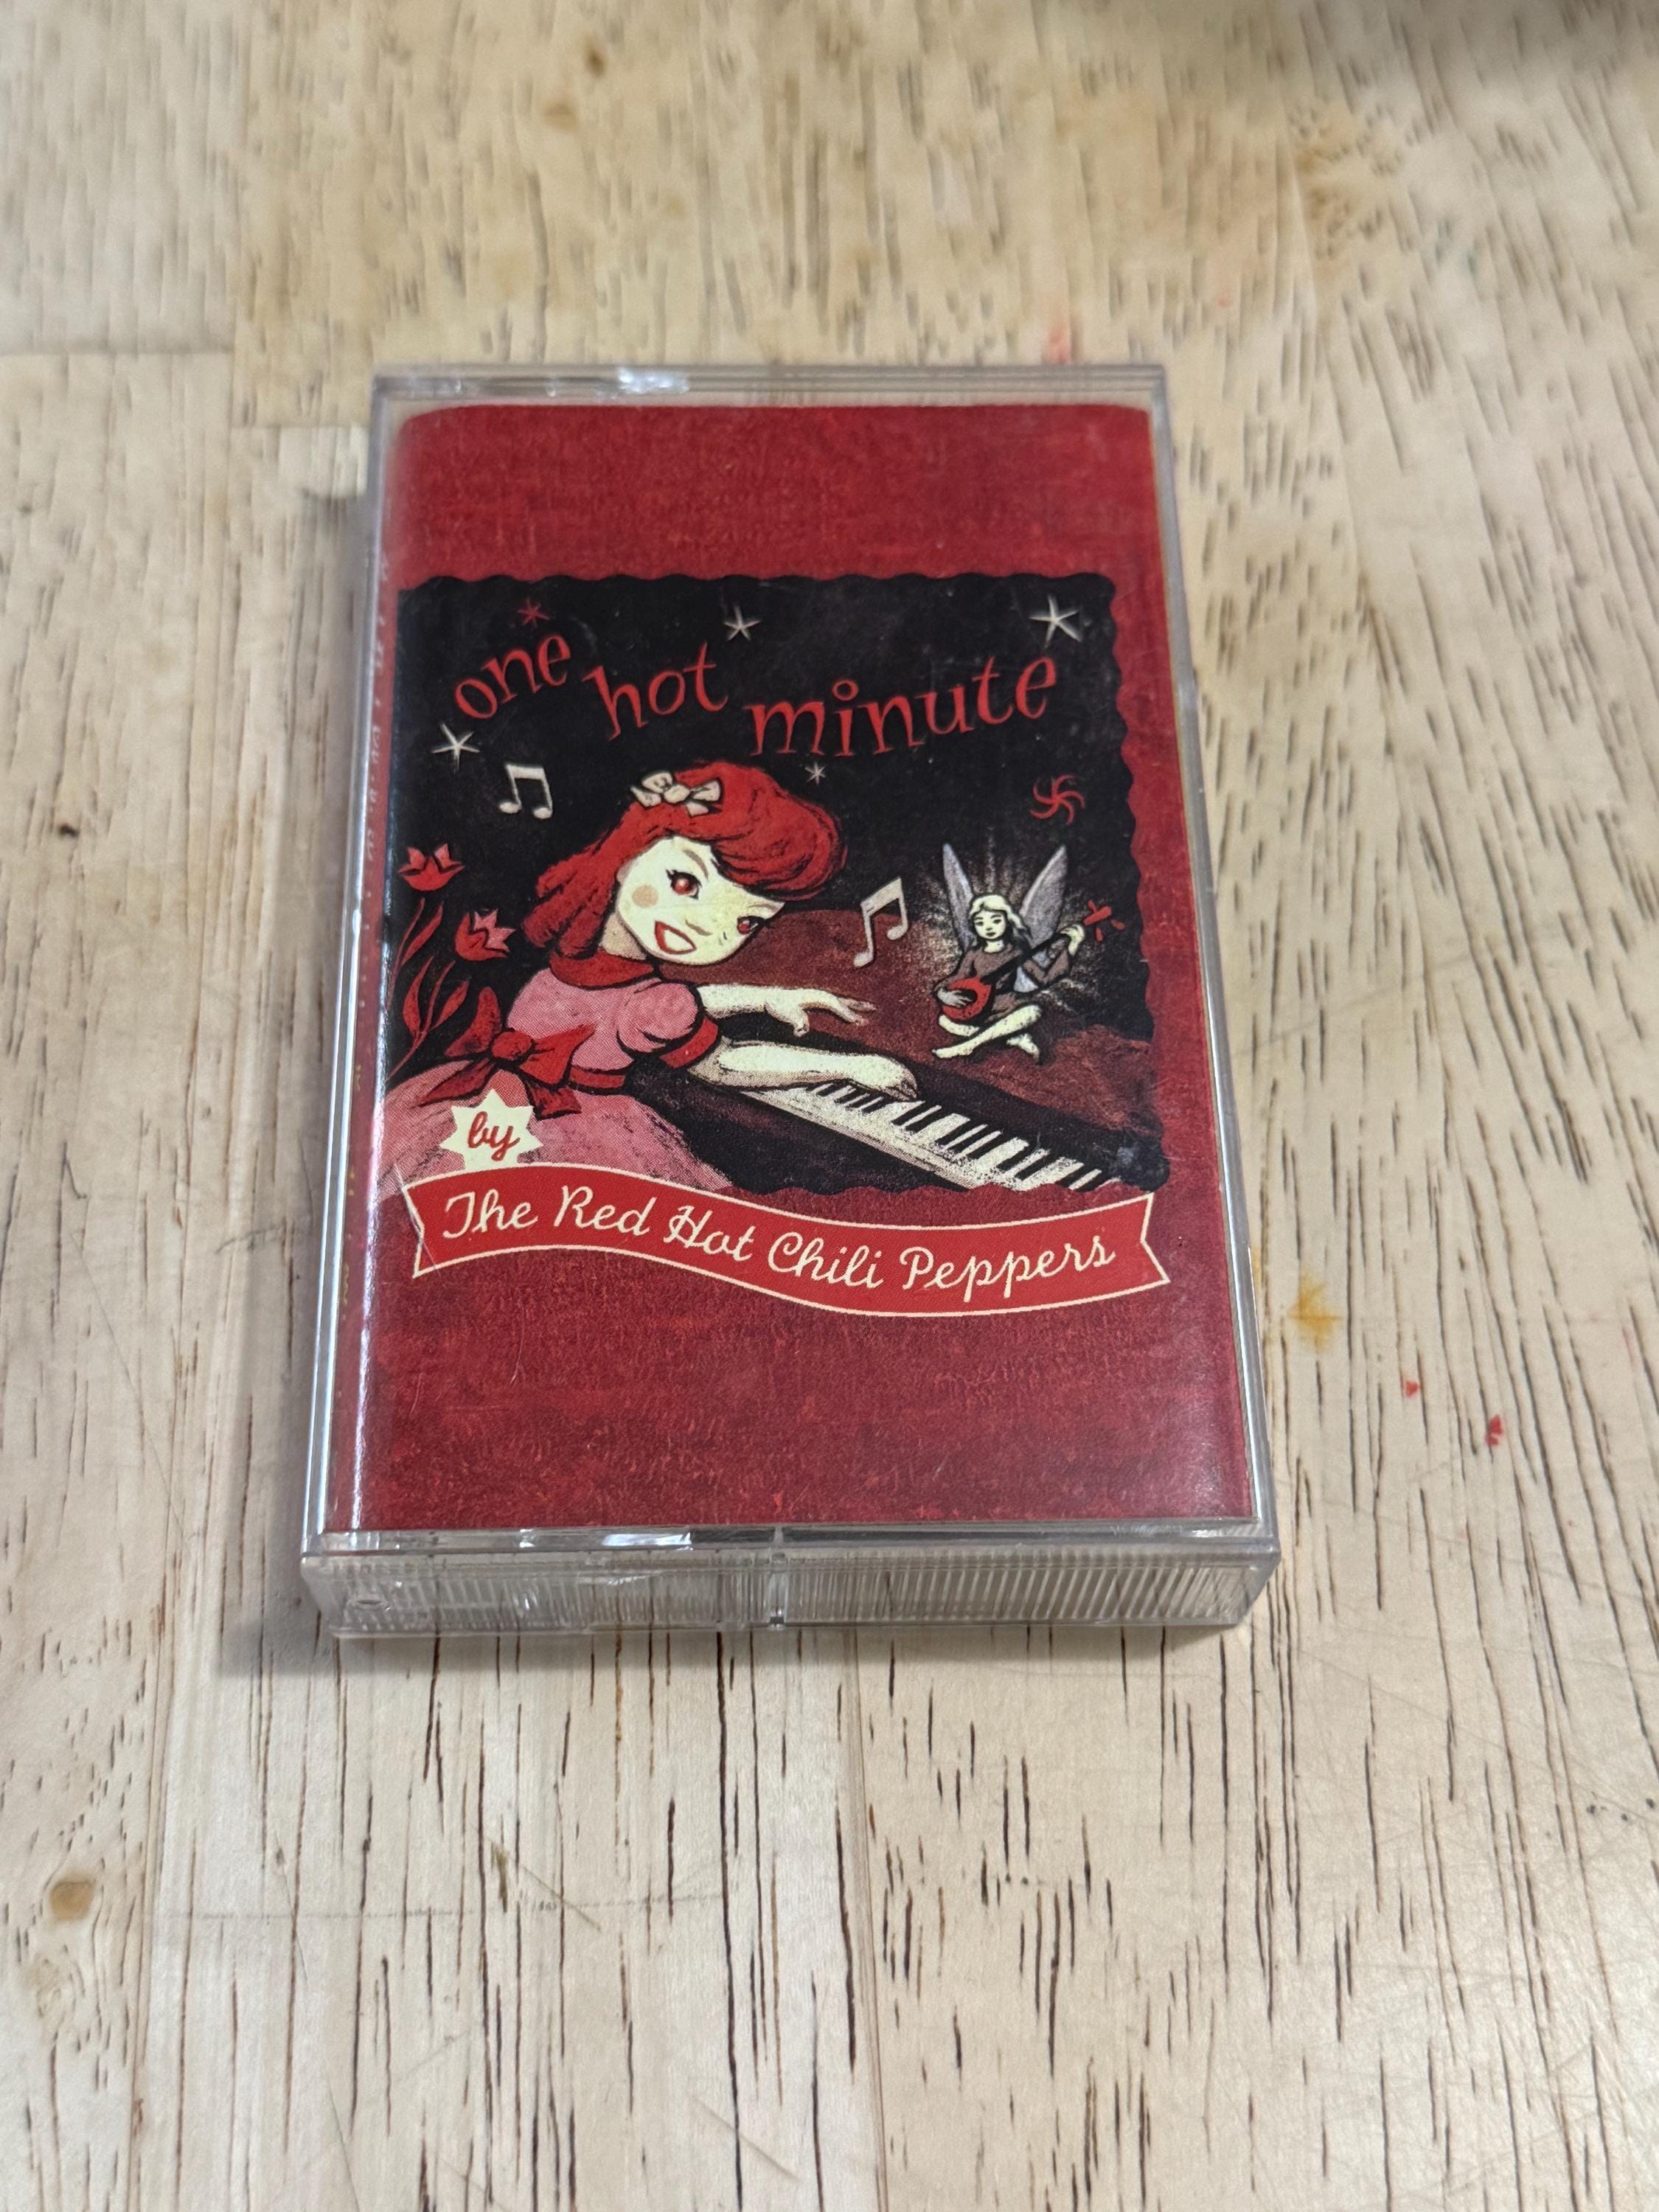 one hot minute
by
The Red Hot Chili Peppers